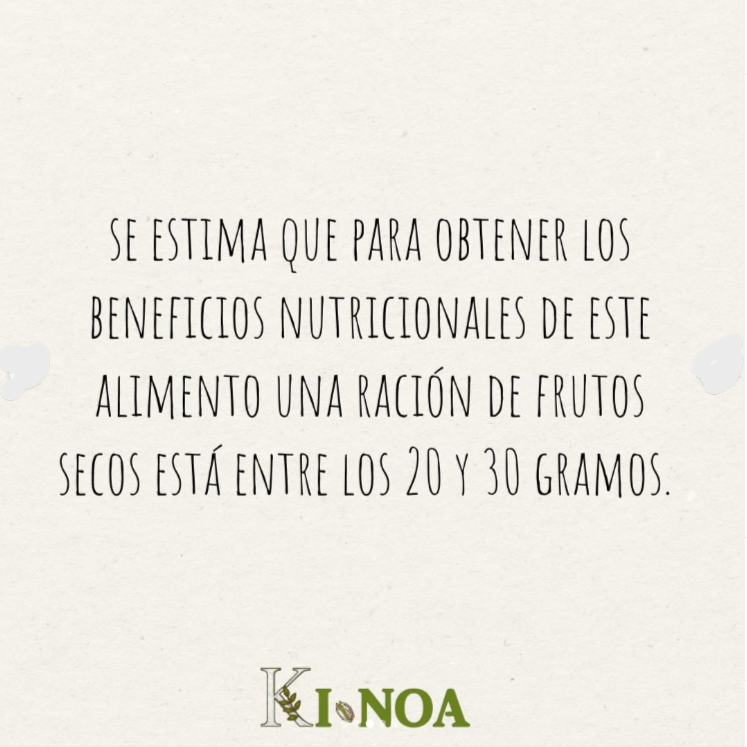 SE ESTIMA QUE PARA OBTENER LOS
BENEFICIOS NUTRICIONALES DE ESTE
ALIMENTO UNA RACIÓN DE FRUTOS
SECOS ESTÁ ENTRE LOS 20 Y 30 GRAMOS.
KI•NOA